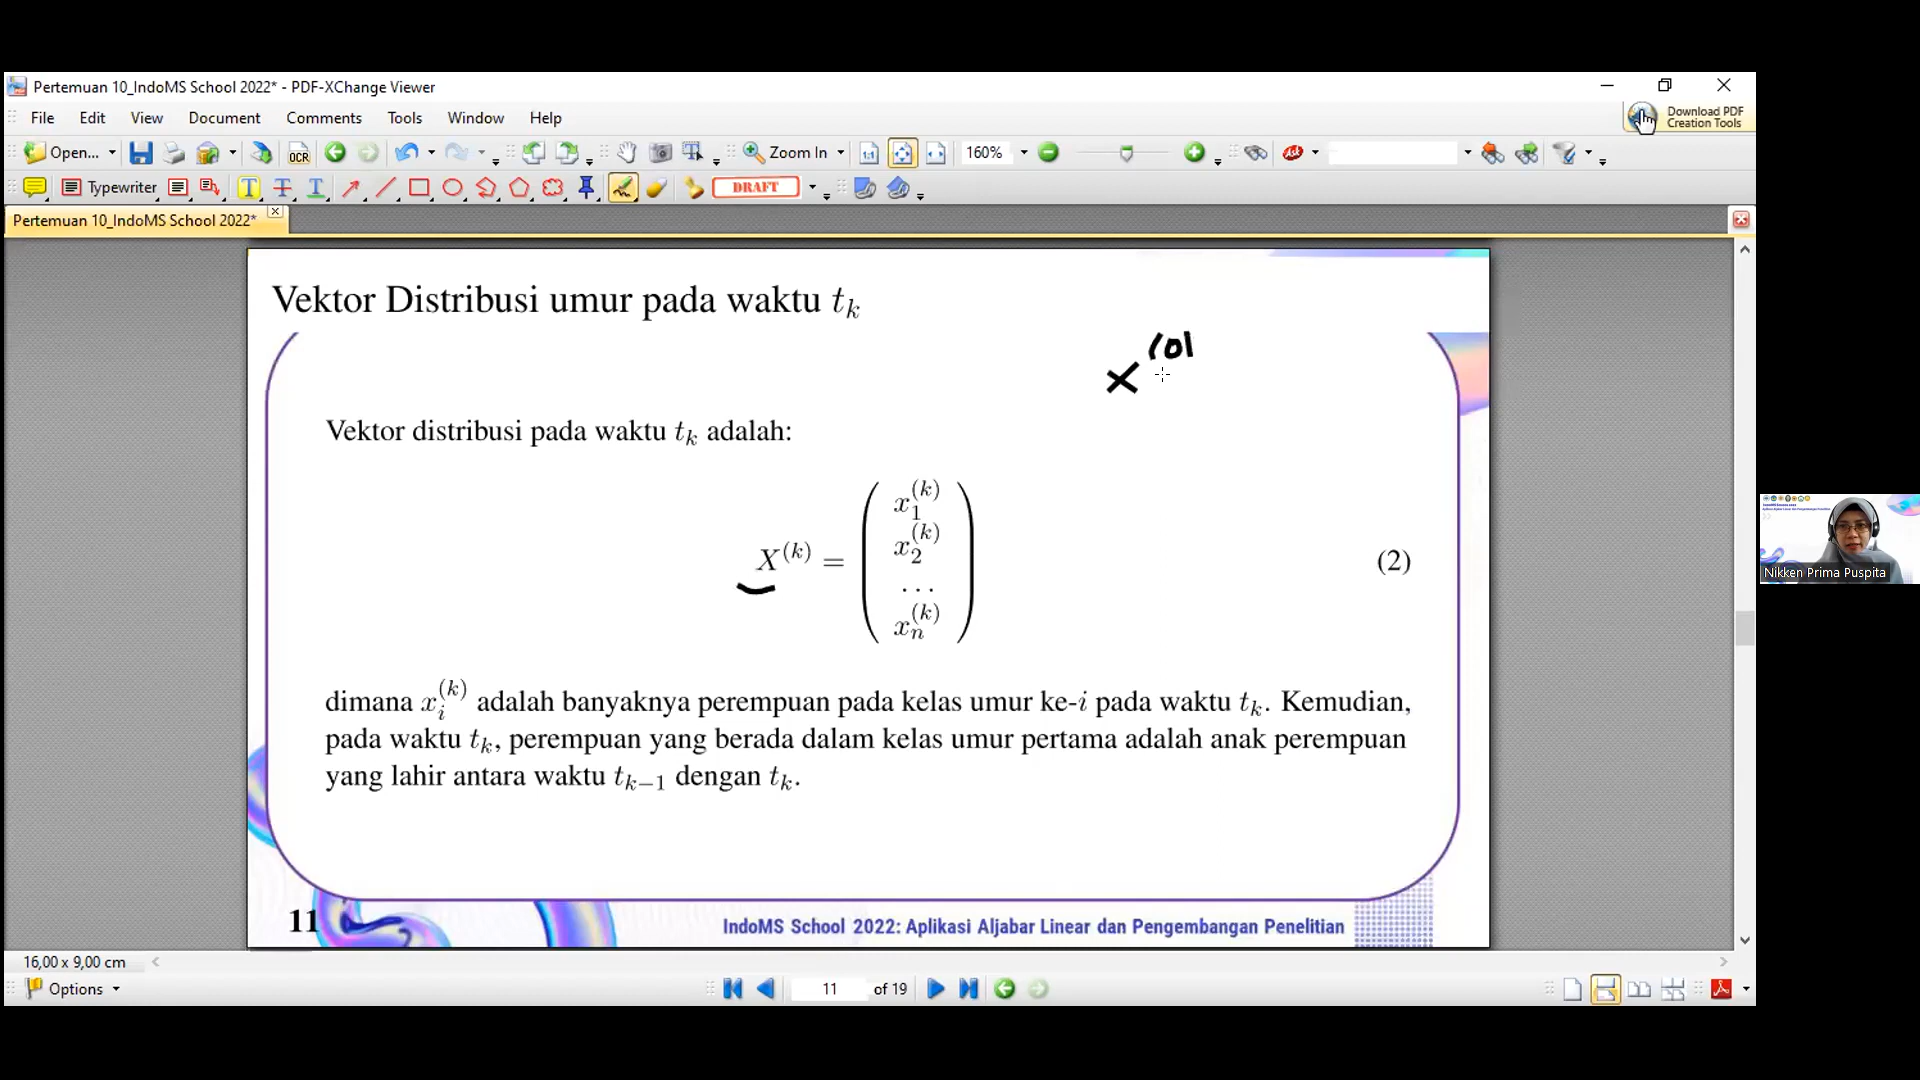 Pertemuan 10_IndoMS School 2022* - PDF-XChange Viewer
File Edit View Document Comments Tools Window Help
Download PDF
Creation Tools
Open... OCR Zoom In 1:1 160% Ask
Typewriter T T T DRAFT
Pertemuan 10_IndoMS School 2022*
Vektor Distribusi umur pada waktu t_k
X^(0)
Vektor distribusi pada waktu t_k adalah:
X^(k) = ( x_1^(k)
x_2^(k)
...
x_n^(k) ) (2)
dimana x_i^(k) adalah banyaknya perempuan pada kelas umur ke-i pada waktu t_k. Kemudian,
pada waktu t_k, perempuan yang berada dalam kelas umur pertama adalah anak perempuan
yang lahir antara waktu t_{k-1} dengan t_k.
11 IndoMS School 2022: Aplikasi Aljabar Linear dan Pengembangan Penelitian
Nikken Prima Puspita
16,00 x 9,00 cm
Options 11 of 19